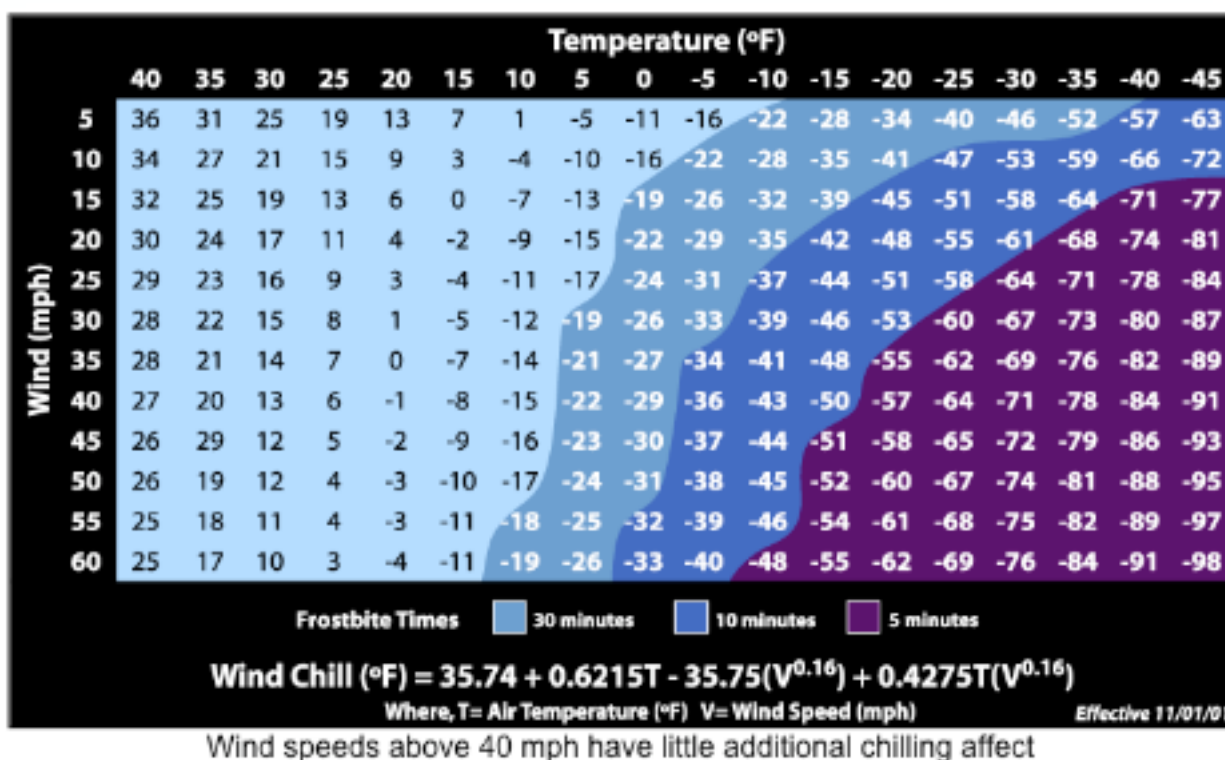 Temperature (ºF)
40 35 30 25 20 15 10 5 0 -5 -10 -15 -20 -25 -30 -35 -40 -45
Wind (mph)
5 36 31 25 19 13 7 1 -5 -11 -16 -22 -28 -34 -40 -46 -52 -57 -63
10 34 27 21 15 9 3 -4 -10 -16 -22 -28 -35 -41 -47 -53 -59 -66 -72
15 32 25 19 13 6 0 -7 -13 -19 -26 -32 -39 -45 -51 -58 -64 -71 -77
20 30 24 17 11 4 -2 -9 -15 -22 -29 -35 -42 -48 -55 -61 -68 -74 -81
25 29 23 16 9 3 -4 -11 -17 -24 -31 -37 -44 -51 -58 -64 -71 -78 -84
30 28 22 15 8 1 -5 -12 -19 -26 -33 -39 -46 -53 -60 -67 -73 -80 -87
35 28 21 14 7 0 -7 -14 -21 -27 -34 -41 -48 -55 -62 -69 -76 -82 -89
40 27 20 13 6 -1 -8 -15 -22 -29 -36 -43 -50 -57 -64 -71 -78 -84 -91
45 26 29 12 5 -2 -9 -16 -23 -30 -37 -44 -51 -58 -65 -72 -79 -86 -93
50 26 19 12 4 -3 -10 -17 -24 -31 -38 -45 -52 -60 -67 -74 -81 -88 -95
55 25 18 11 4 -3 -11 -18 -25 -32 -39 -46 -54 -61 -68 -75 -82 -89 -97
60 25 17 10 3 -4 -11 -19 -26 -33 -40 -48 -55 -62 -69 -76 -84 -91 -98
Frostbite Times 30 minutes 10 minutes 5 minutes
Wind Chill (ºF) = 35.74 + 0.6215T - 35.75(V^0.16) + 0.4275T(V^0.16)
Where, T= Air Temperature (ºF) V= Wind Speed (mph) Effective 11/01/01
Wind speeds above 40 mph have little additional chilling affect